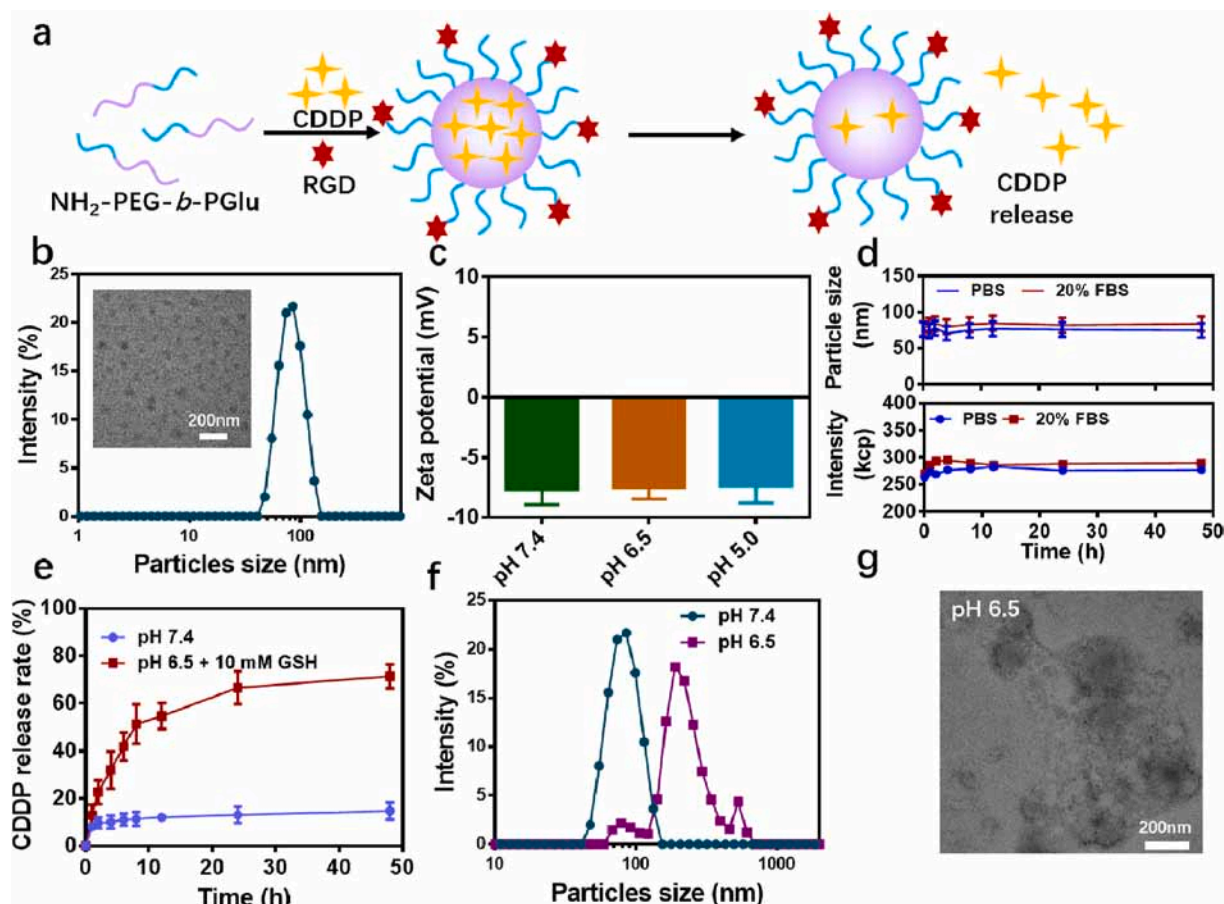 a
CDDP
RGD
NH2-PEG-b-PGlu
CDDP
release
b
25
20
15
10
5
0
Intensity (%)
200nm
1
10
100
Particles size (nm)
c
10
5
0
-5
-10
Zeta potential (mV)
pH 7.4
pH 6.5
pH 5.0
d
Particle size
(nm)
150
100
50
0
PBS
20% FBS
Intensity
(kcp)
400
350
300
250
200
PBS
20% FBS
0
10
20
30
40
50
Time (h)
e
CDDP release rate (%)
100
80
60
40
20
0
pH 7.4
pH 6.5 + 10 mM GSH
0
10
20
30
40
50
Time (h)
f
Intensity (%)
25
20
15
10
5
0
pH 7.4
pH 6.5
10
100
1000
Particles size (nm)
g
pH 6.5
200nm